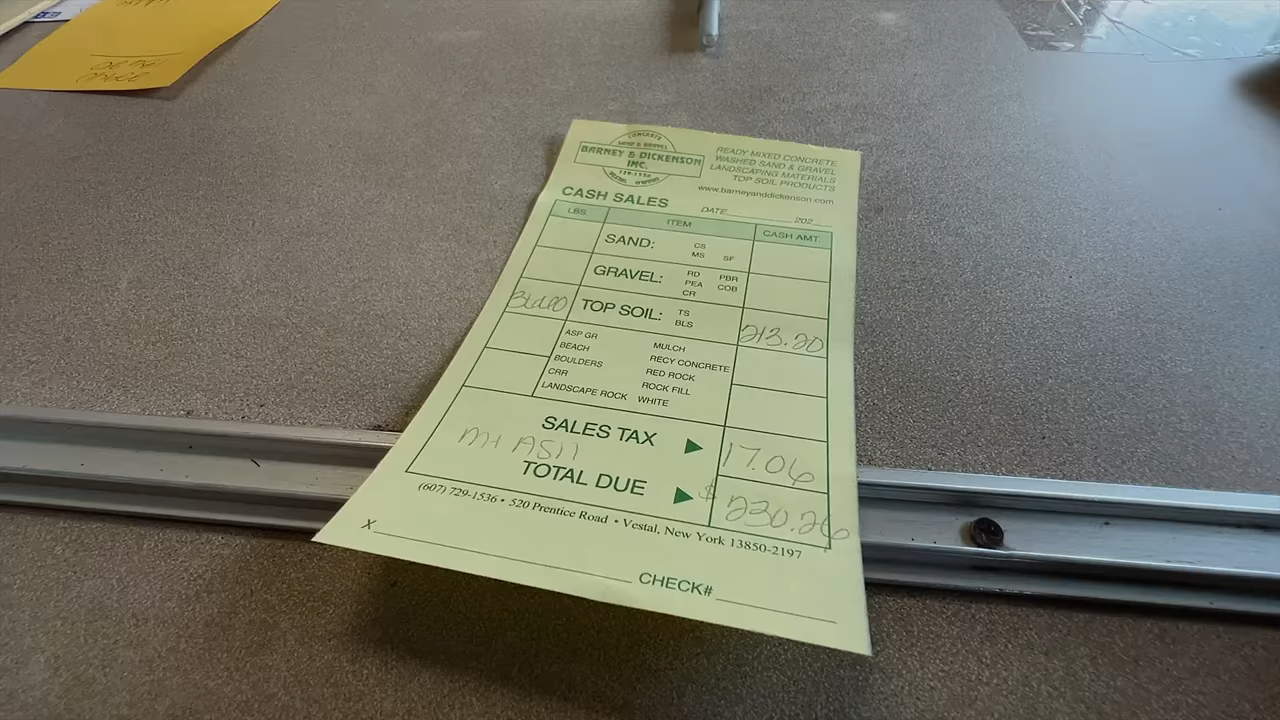 CONCRETE
SAND & GRAVEL
BARNEY & DICKENSON
INC.
729-1536
VESTAL
READY MIXED CONCRETE
WASHED SAND & GRAVEL
LANDSCAPING MATERIALS
TOP SOIL PRODUCTS
www.barneyanddickenson.com
CASH SALES
DATE 202
LBS. ITEM CASH AMT.
SAND: CS
MS SF
GRAVEL: RD PBR
PEA COB
CR
TOP SOIL: TS
BLS 213.20
ASP GR MULCH
BEACH RECY CONCRETE
BOULDERS RED ROCK
CRR ROCK FILL
LANDSCAPE ROCK WHITE
SALES TAX 17.06
TOTAL DUE $ 230.26
(607) 729-1536 • 520 Prentice Road • Vestal, New York 13850-2197
X
CHECK#